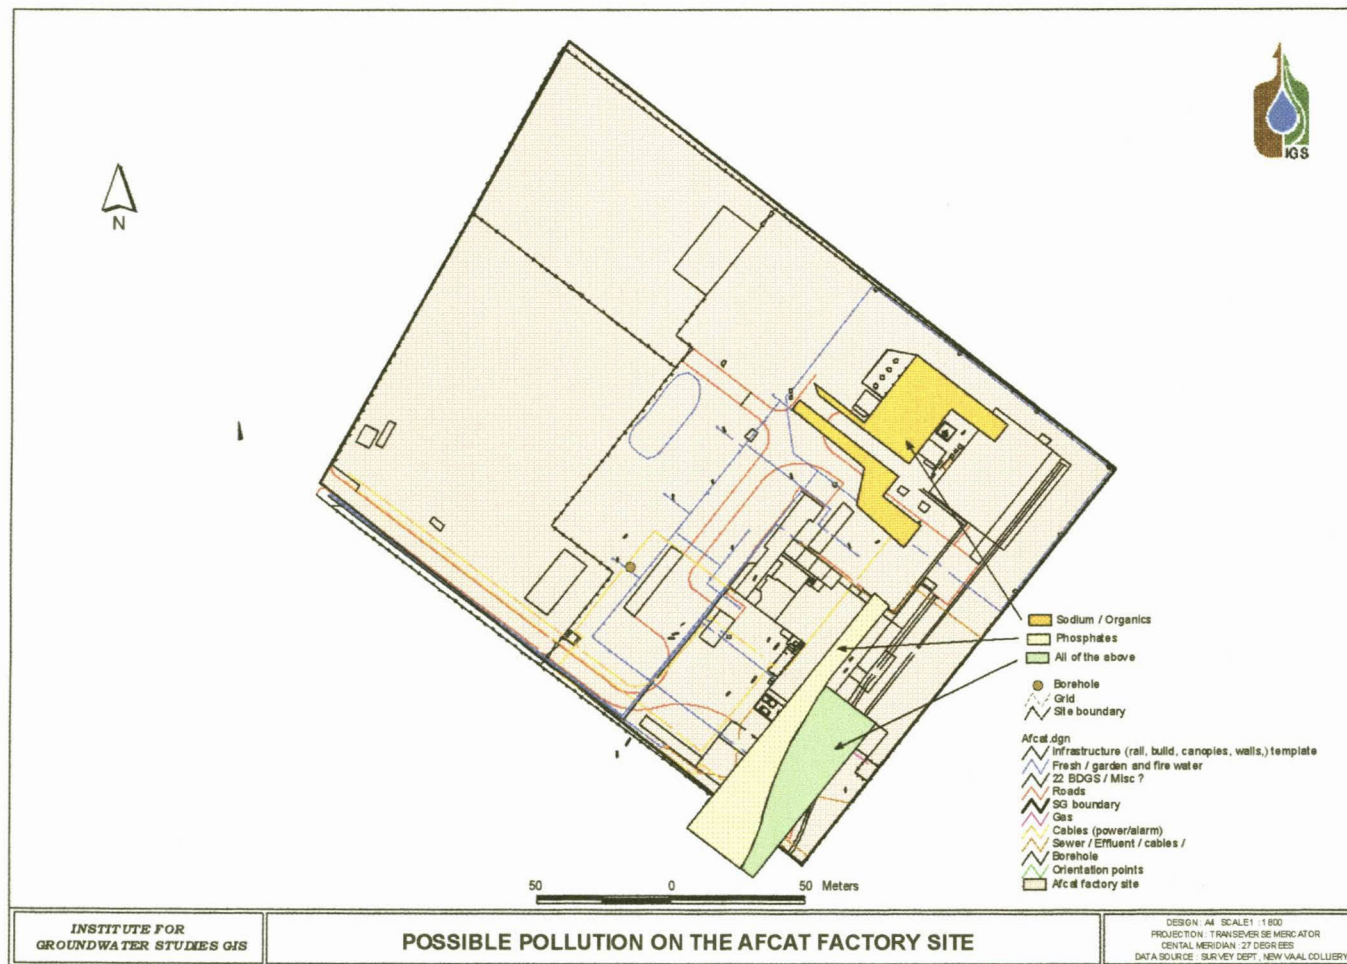 IGS
N
Sodium / Organics
Phosphates
All of the above
Borehole
Grid
Site boundary
Afcat.dgn
Infrastructure (rail, build, canopies, walls,) template
Fresh / garden and fire water
22 BDGS / Misc ?
Roads
SG boundary
Gas
Cables (power/alarm)
Sewer / Effluent / cables /
Borehole
Orientation points
Afcat factory site
50 0 50 Meters
INSTITUTE FOR
GROUNDWATER STUDIES GIS
POSSIBLE POLLUTION ON THE AFCAT FACTORY SITE
DESIGN : A4 SCALE 1 : 1800
PROJECTION : TRANSEVERSE MERCATOR
CENTAL MERIDIAN : 27 DEGREES
DATA SOURCE : SURVEY DEPT, NEW VAAL COLLIERY